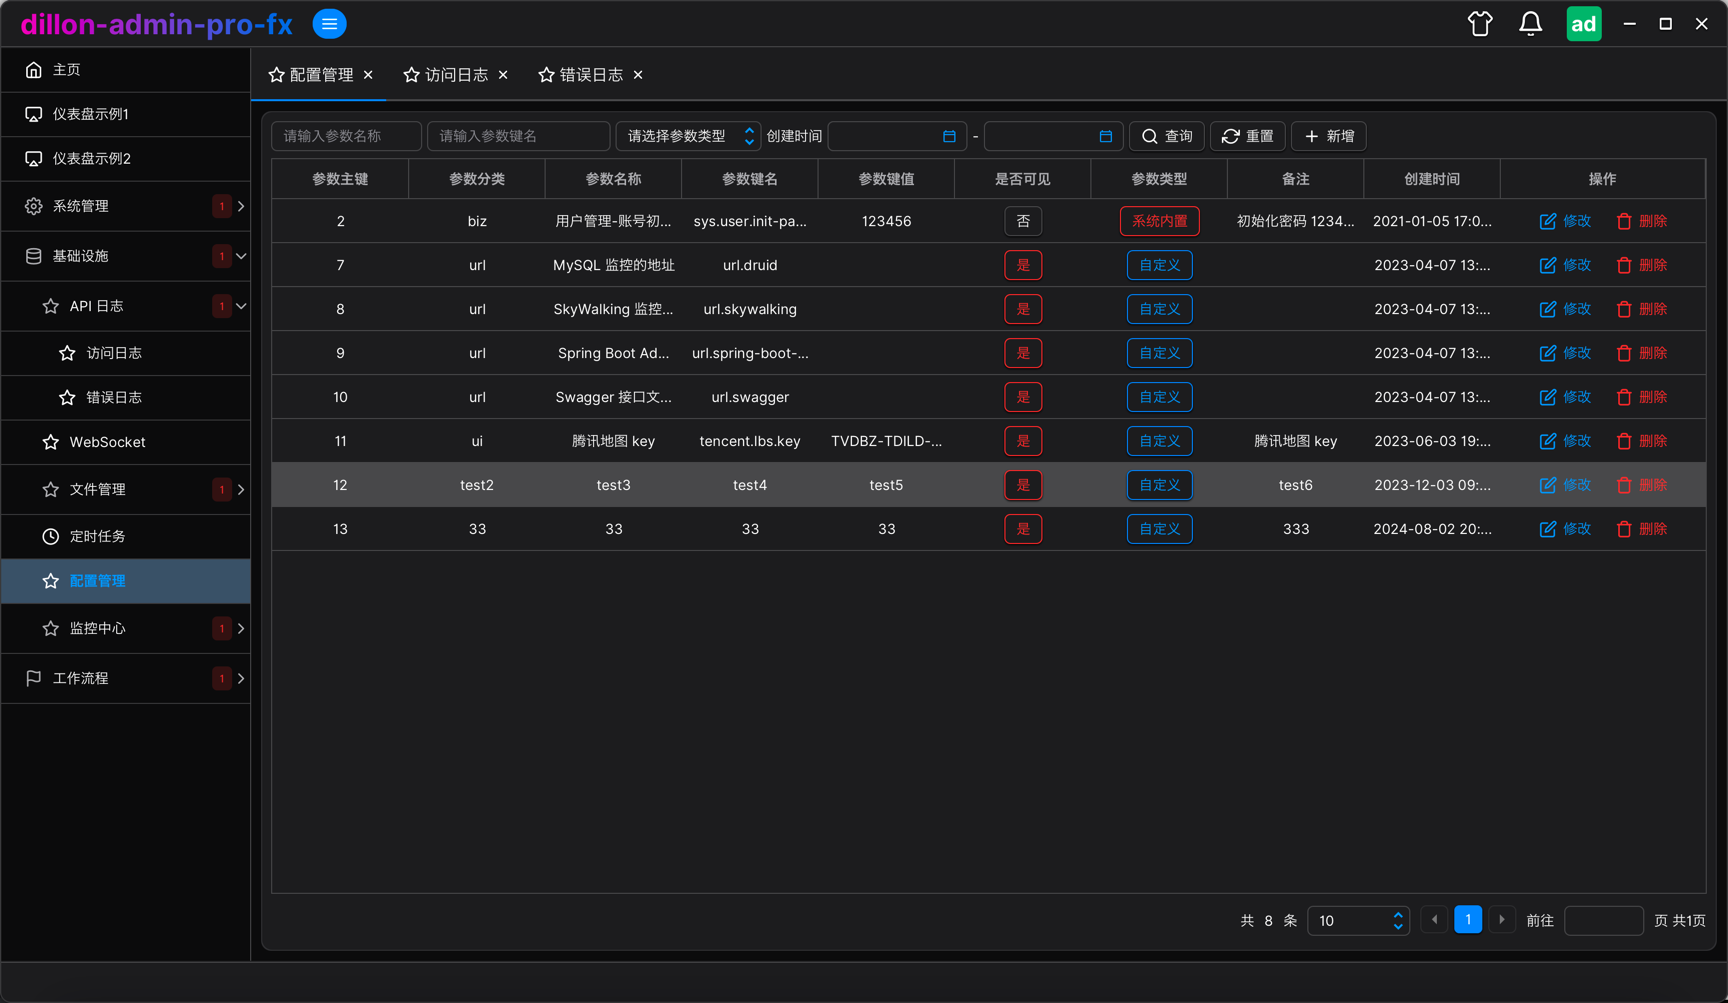 dillon-admin-pro-fx
ad
主页
仪表盘示例1
仪表盘示例2
系统管理 1
基础设施 1
API 日志 1
访问日志
错误日志
WebSocket
文件管理 1
定时任务
配置管理
监控中心 1
工作流程 1
配置管理 访问日志 错误日志
请输入参数名称 请输入参数键名 请选择参数类型 创建时间 - 查询 重置 新增
参数主键 参数分类 参数名称 参数键名 参数键值 是否可见 参数类型 备注 创建时间 操作
2 biz 用户管理-账号初... sys.user.init-pa... 123456 否 系统内置 初始化密码 1234... 2021-01-05 17:0... 修改 删除
7 url MySQL 监控的地址 url.druid 是 自定义 2023-04-07 13:... 修改 删除
8 url SkyWalking 监控... url.skywalking 是 自定义 2023-04-07 13:... 修改 删除
9 url Spring Boot Ad... url.spring-boot-... 是 自定义 2023-04-07 13:... 修改 删除
10 url Swagger 接口文... url.swagger 是 自定义 2023-04-07 13:... 修改 删除
11 ui 腾讯地图 key tencent.lbs.key TVDBZ-TDILD-... 是 自定义 腾讯地图 key 2023-06-03 19:... 修改 删除
12 test2 test3 test4 test5 是 自定义 test6 2023-12-03 09:... 修改 删除
13 33 33 33 33 是 自定义 333 2024-08-02 20:... 修改 删除
共 8 条 10 1 前往 页 共1页